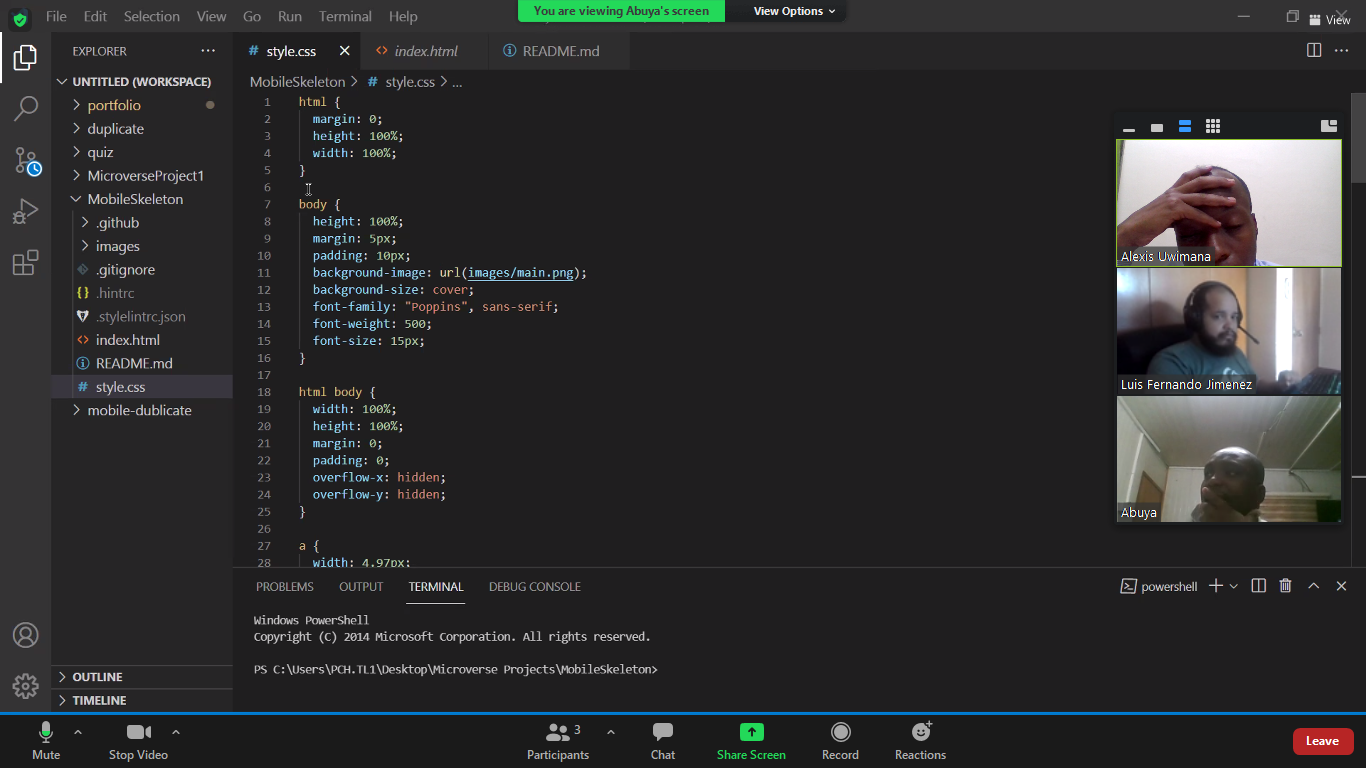 File Edit Selection View Go Run Terminal Help
You are viewing Abuya's screen View Options
View
EXPLORER
style.css
index.html
README.md
UNTITLED (WORKSPACE)
portfolio
duplicate
quiz
MicroverseProject1
MobileSkeleton
.github
images
.gitignore
.hintrc
.stylelintrc.json
index.html
README.md
style.css
mobile-dublicate
OUTLINE
TIMELINE
MobileSkeleton > # style.css > ...
1 html {
2 margin: 0;
3 height: 100%;
4 width: 100%;
5 }
6
7 body {
8 height: 100%;
9 margin: 5px;
10 padding: 10px;
11 background-image: url(images/main.png);
12 background-size: cover;
13 font-family: "Poppins", sans-serif;
14 font-weight: 500;
15 font-size: 15px;
16 }
17
18 html body {
19 width: 100%;
20 height: 100%;
21 margin: 0;
22 padding: 0;
23 overflow-x: hidden;
24 overflow-y: hidden;
25 }
26
27 a {
28 width: 4.97px;
Alexis Uwimana
Luis Fernando Jimenez
Abuya
PROBLEMS OUTPUT TERMINAL DEBUG CONSOLE
powershell
Windows PowerShell
Copyright (C) 2014 Microsoft Corporation. All rights reserved.
PS C:\Users\PCH.TL1\Desktop\Microverse Projects\MobileSkeleton>
Mute
Stop Video
Participants 3
Chat
Share Screen
Record
Reactions
Leave